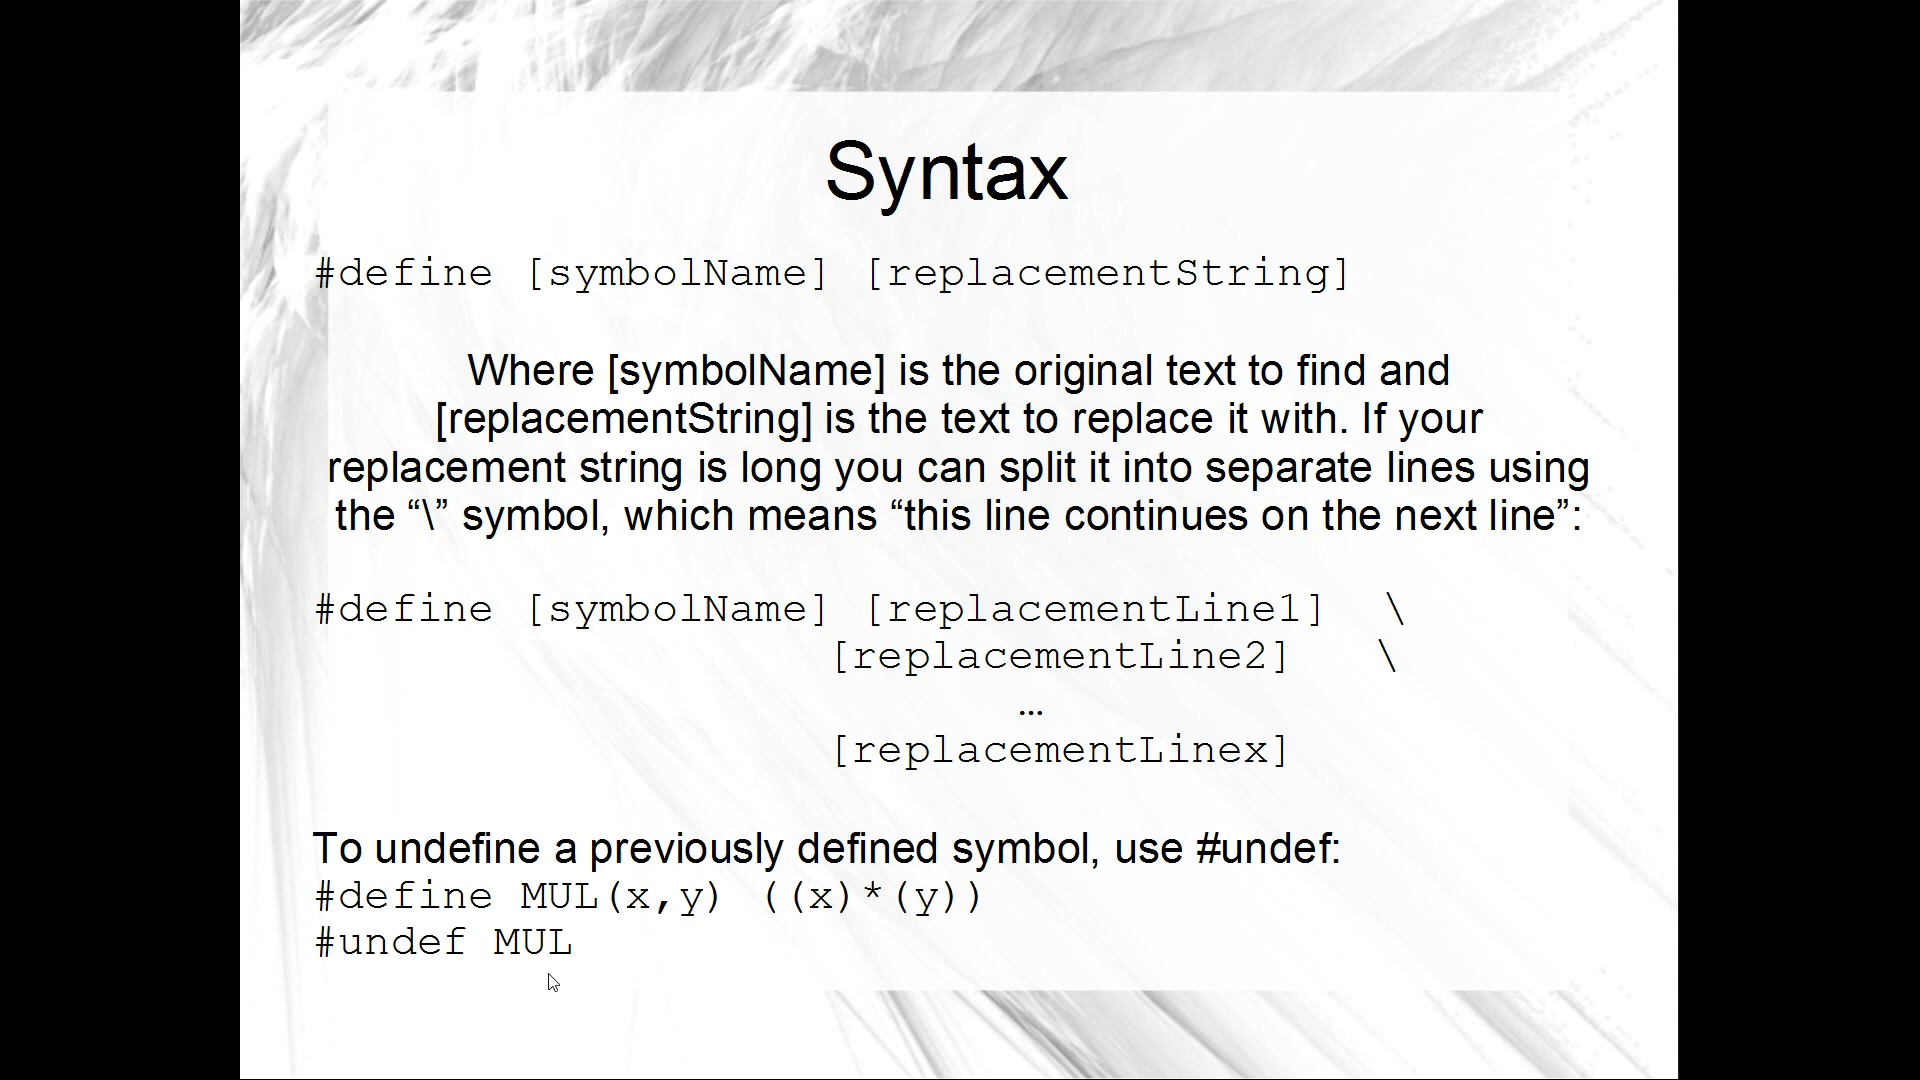 Syntax
#define [symbolName] [replacementString]
Where [symbolName] is the original text to find and
[replacementString] is the text to replace it with. If your
replacement string is long you can split it into separate lines using
the “\” symbol, which means “this line continues on the next line”:
#define [symbolName] [replacementLine1] \
[replacementLine2] \
…
[replacementLinex]
To undefine a previously defined symbol, use #undef:
#define MUL(x,y) ((x)*(y))
#undef MUL